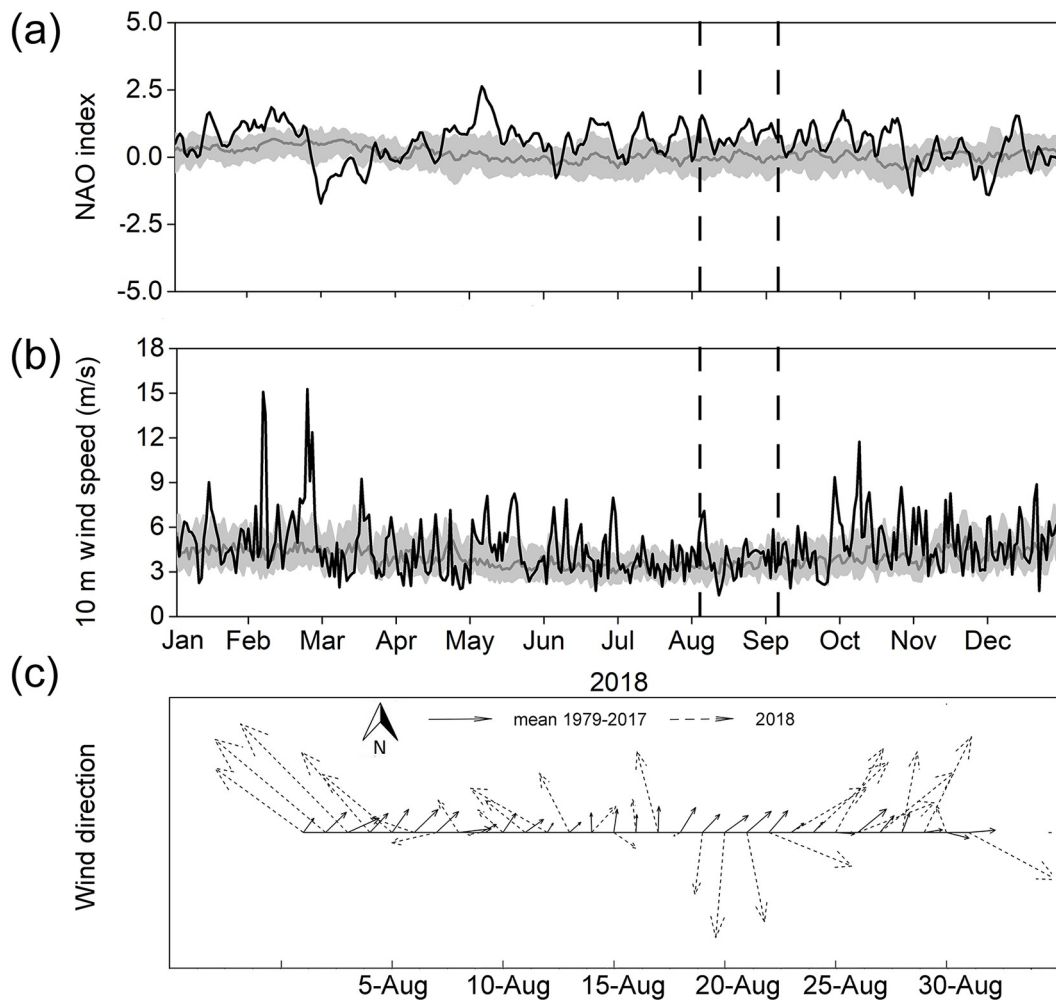 (a)
NAO index
5.0
2.5
0.0
-2.5
-5.0
(b)
10 m wind speed (m/s)
18
15
12
9
6
3
0
Jan Feb Mar Apr May Jun Jul Aug Sep Oct Nov Dec
2018
(c)
Wind direction
N
mean 1979-2017
2018
5-Aug 10-Aug 15-Aug 20-Aug 25-Aug 30-Aug